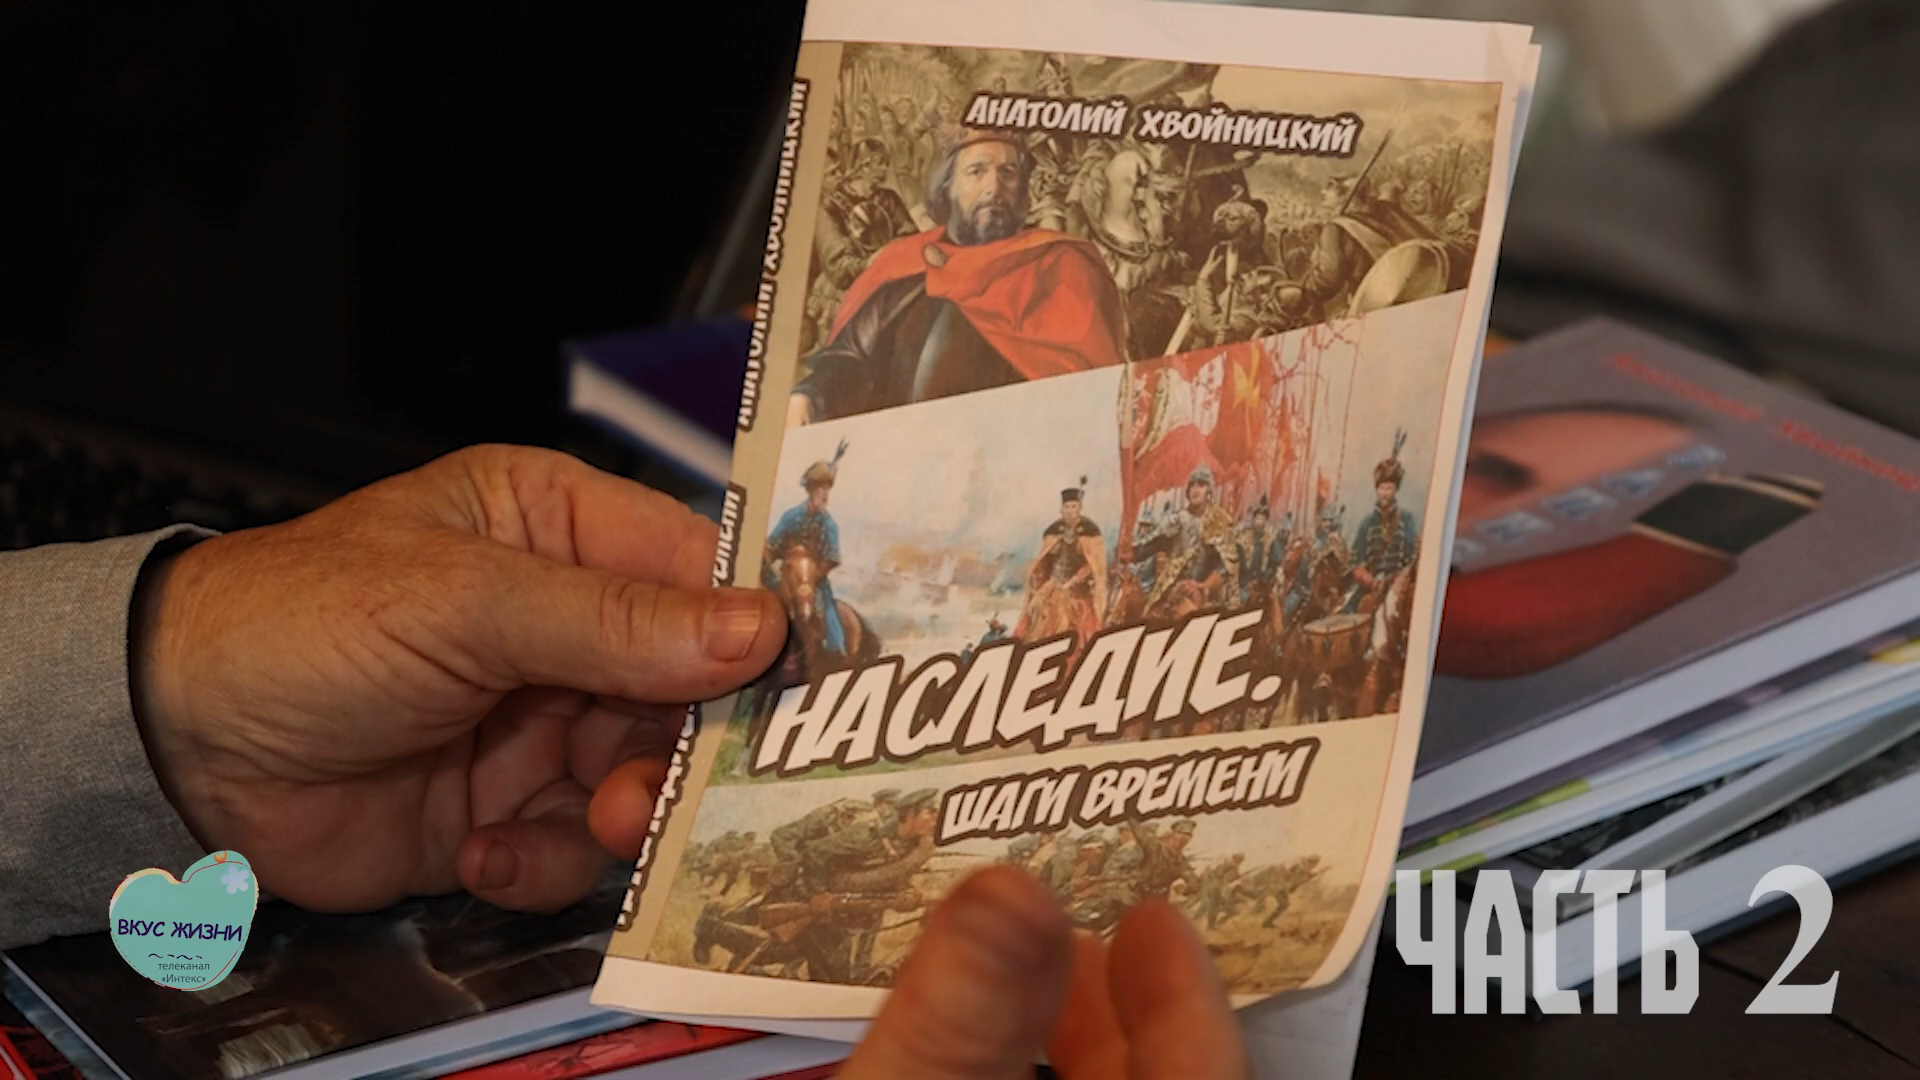 АНАТОЛИЙ ХВОЙНИЦКИЙ
АНАТОЛИЙ ХВОЙНИЦКИЙ
НАСЛЕДИЕ.
ШАГИ ВРЕМЕНИ
ВКУС ЖИЗНИ
телеканал
«Интекс»
ЧАСТЬ 2